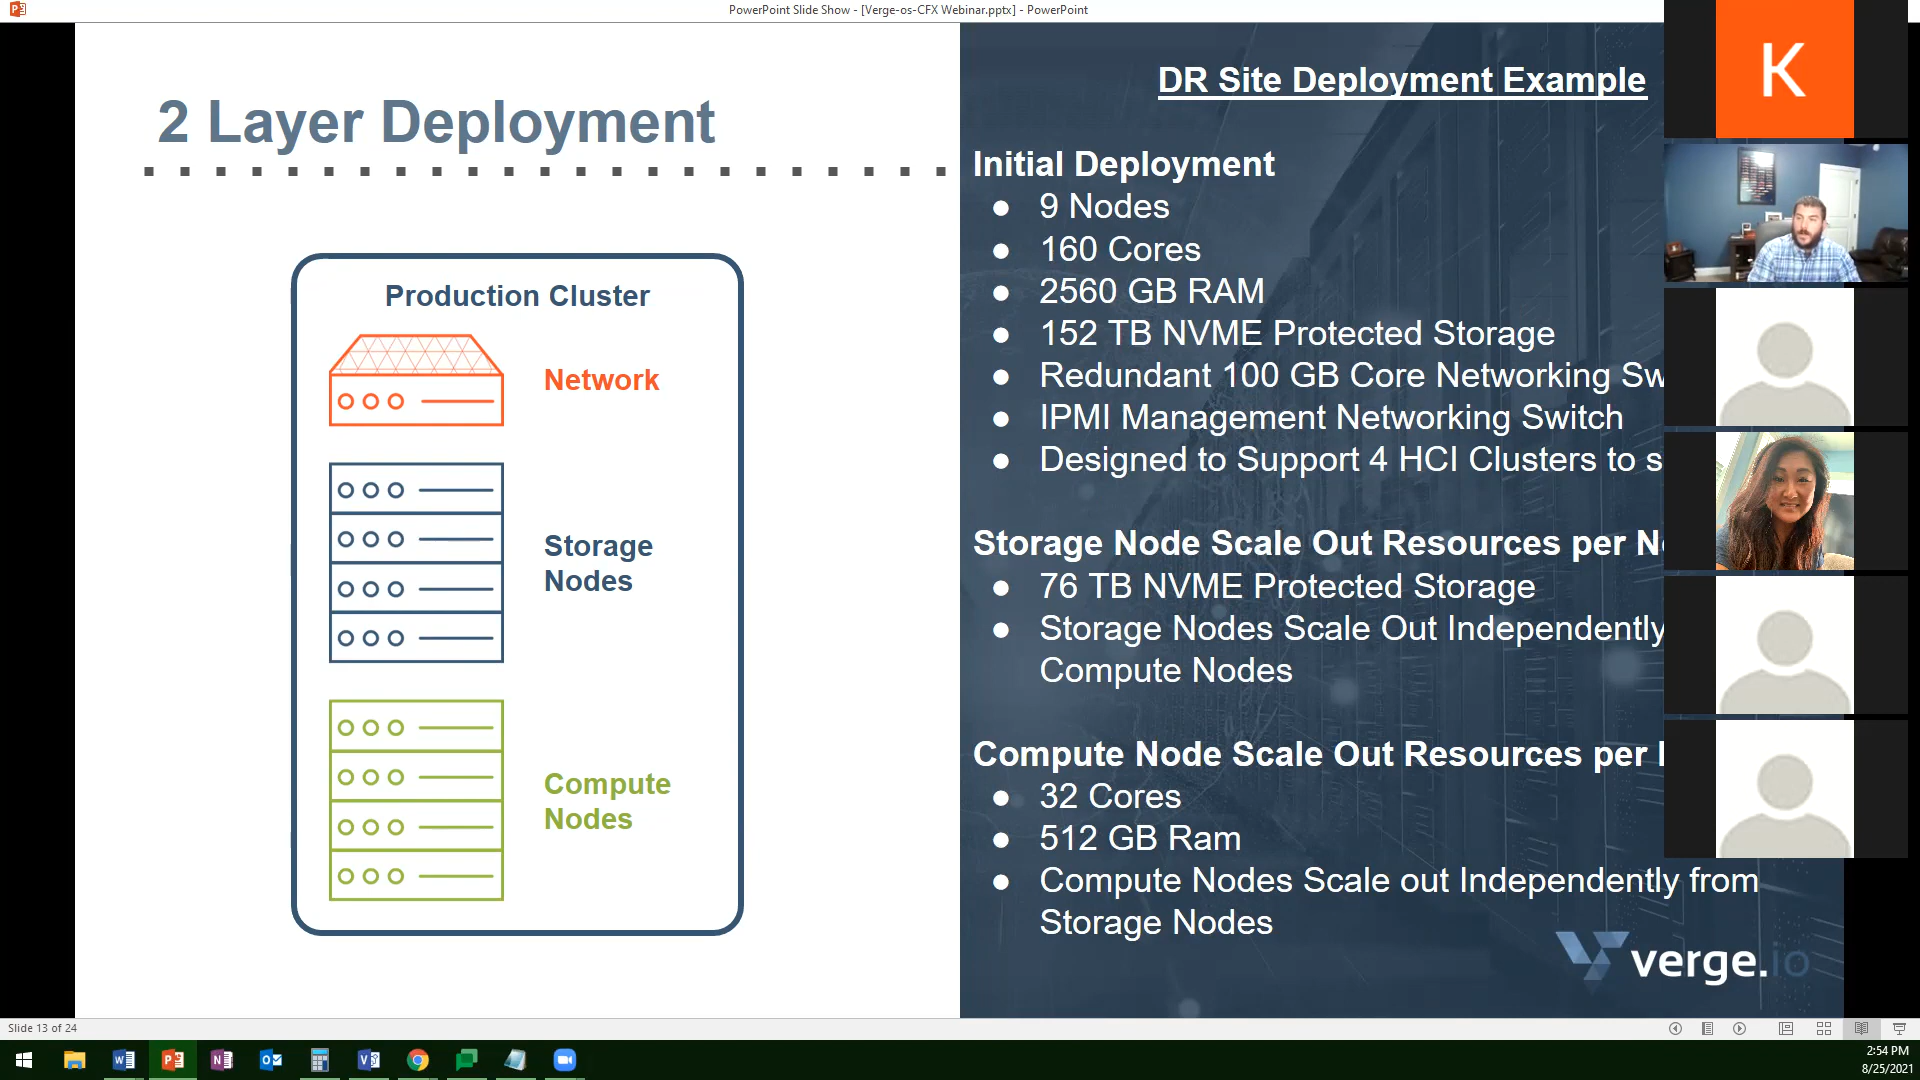 PowerPoint Slide Show - [Verge-os-CFX Webinar.pptx] - PowerPoint
2 Layer Deployment
Production Cluster
Network
Storage
Nodes
Compute
Nodes
DR Site Deployment Example
Initial Deployment
● 9 Nodes
● 160 Cores
● 2560 GB RAM
● 152 TB NVME Protected Storage
● Redundant 100 GB Core Networking Sw
● IPMI Management Networking Switch
● Designed to Support 4 HCI Clusters to s
Storage Node Scale Out Resources per
● 76 TB NVME Protected Storage
● Storage Nodes Scale Out Independently
Compute Nodes
Compute Node Scale Out Resources per
● 32 Cores
● 512 GB Ram
● Compute Nodes Scale out Independently from
Storage Nodes
verge.io
K
Slide 13 of 24
2:54 PM
8/25/2021